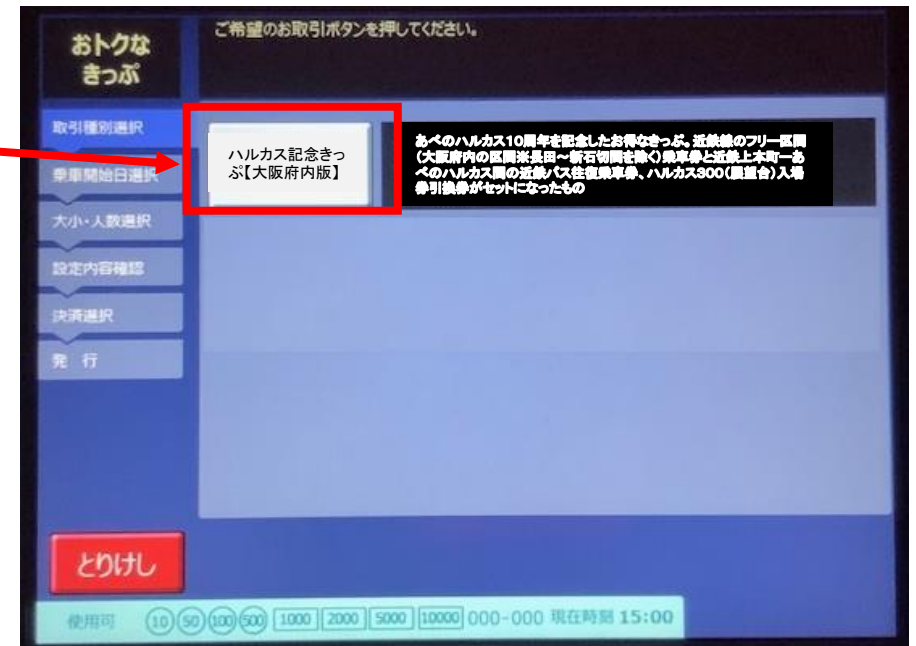 おトクな
きっぷ
ご希望のお取引ボタンを押してください。
取引種別選択
乗車開始日選択
大小・人数選択
設定内容確認
決済選択
発 行
ハルカス記念きっ
ぷ【大阪府内版】
あべのハルカス10周年を記念したお得なきっぷ。近鉄線のフリー区間
(大阪府内の区間※長田～新石切間を除く)乗車券と近鉄上本町ーあ
べのハルカス間の近鉄バス往復乗車券、ハルカス300(展望台)入場
券引換券がセットになったもの
とりけし
使用可 10 50 100 500 1000 2000 5000 10000 000-000 現在時刻 15:00